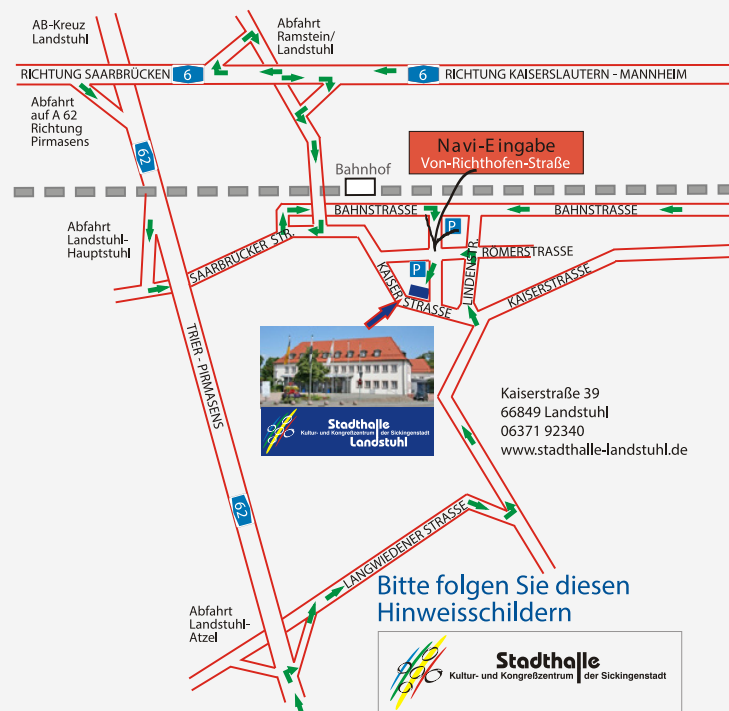 AB-Kreuz
Landstuhl
Abfahrt
Ramstein/
Landstuhl
RICHTUNG SAARBRÜCKEN
6
6
RICHTUNG KAISERSLAUTERN - MANNHEIM
Abfahrt
auf A 62
Richtung
Pirmasens
62
Navi-Eingabe
Von-Richthofen-Straße
Bahnhof
BAHNSTRASSE
BAHNSTRASSE
Abfahrt
Landstuhl-
Hauptstuhl
SAARBRÜCKER STR.
P
RÖMERSTRASSE
LINDENSTR.
P
KAISERSTRASSE
KAISERSTRASSE
TRIER - PIRMASENS
Stadthalle
Kultur- und Kongreßzentrum der Sickingenstadt
Landstuhl
Kaiserstraße 39
66849 Landstuhl
06371 92340
www.stadthalle-landstuhl.de
62
LANGWIEDENER STRASSE
Abfahrt
Landstuhl-
Atzel
Bitte folgen Sie diesen
Hinweisschildern
Stadthalle
Kultur- und Kongreßzentrum der Sickingenstadt